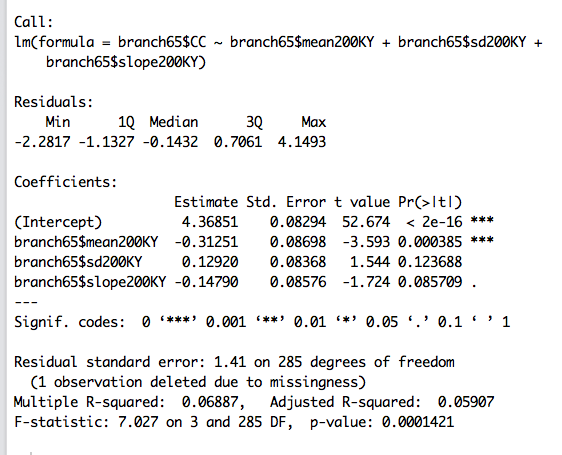 Call:
lm(formula = branch65$CC ~ branch65$mean200KY + branch65$sd200KY +
    branch65$slope200KY)

Residuals:
    Min      1Q  Median      3Q     Max
-2.2817 -1.1327 -0.1432  0.7061  4.1493

Coefficients:
                    Estimate Std. Error t value Pr(>|t|)
(Intercept)          4.36851    0.08294  52.674  < 2e-16 ***
branch65$mean200KY  -0.31251    0.08698  -3.593 0.000385 ***
branch65$sd200KY     0.12920    0.08368   1.544 0.123688
branch65$slope200KY -0.14790    0.08576  -1.724 0.085709 .
---
Signif. codes:  0 ‘***’ 0.001 ‘**’ 0.01 ‘*’ 0.05 ‘.’ 0.1 ‘ ’ 1

Residual standard error: 1.41 on 285 degrees of freedom
  (1 observation deleted due to missingness)
Multiple R-squared:  0.06887,	Adjusted R-squared:  0.05907
F-statistic: 7.027 on 3 and 285 DF,  p-value: 0.0001421